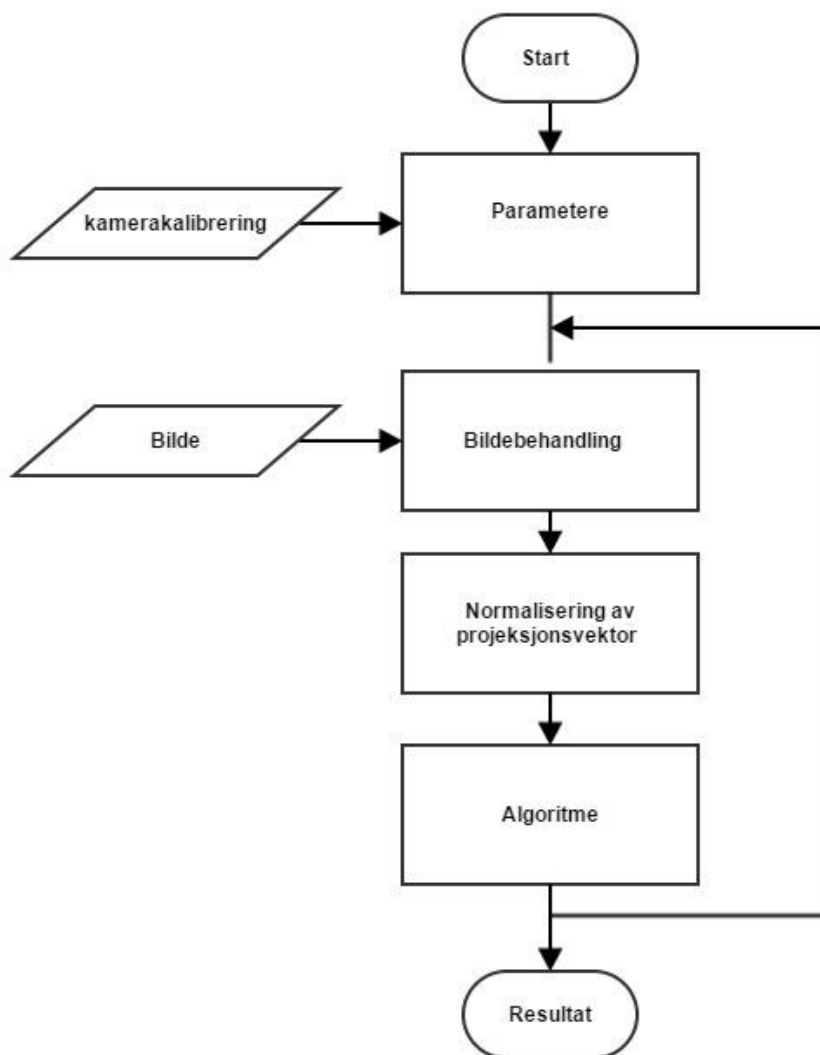 Start
kamerakalibrering
Parametere
Bilde
Bildebehandling
Normalisering av
projeksjonsvektor
Algoritme
Resultat